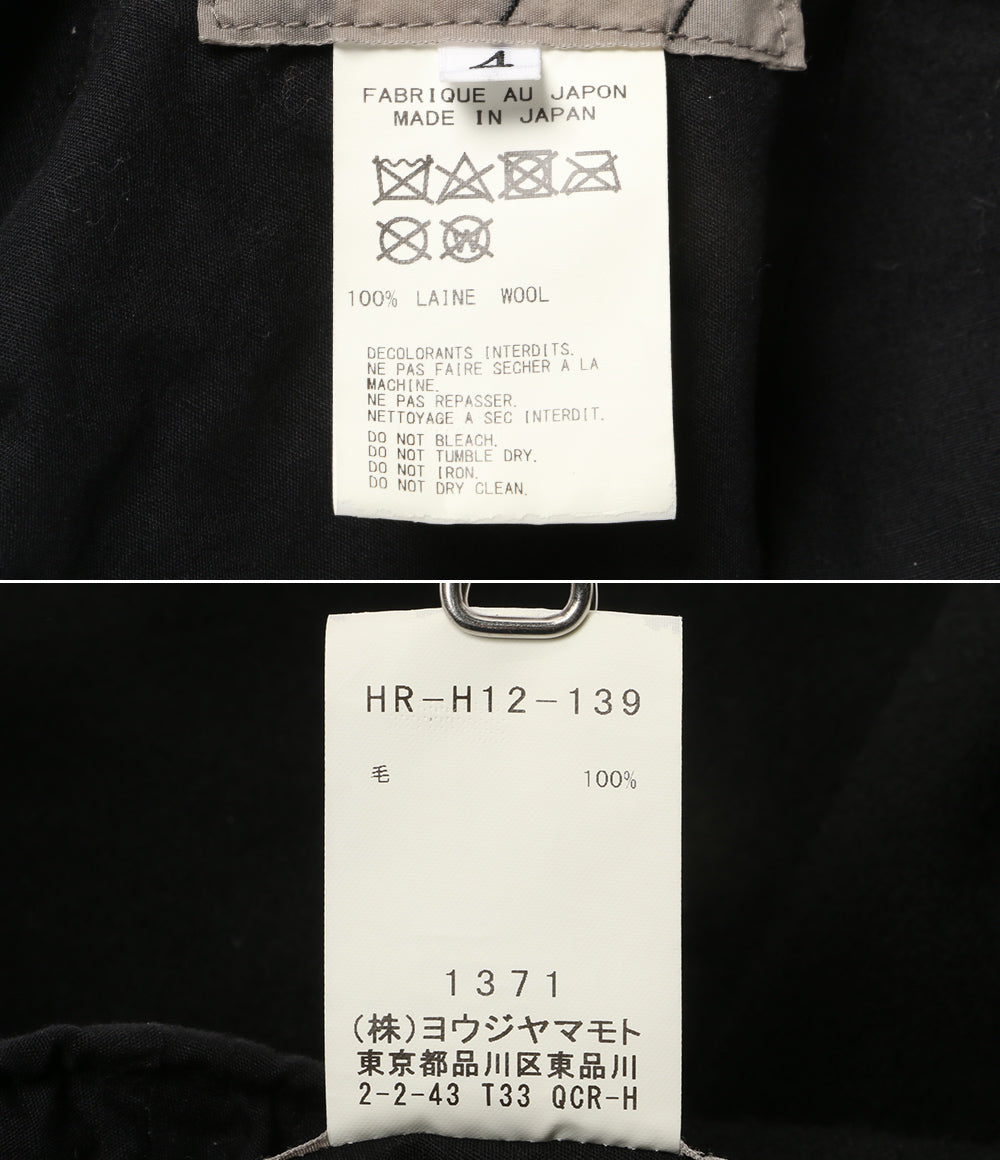 4
FABRIQUE AU JAPON
MADE IN JAPAN
W
100% LAINE WOOL
DECOLORANTS INTERDITS.
NE PAS FAIRE SECHER A LA
MACHINE.
NE PAS REPASSER.
NETTOYAGE A SEC INTERDIT.
DO NOT BLEACH.
DO NOT TUMBLE DRY.
DO NOT IRON.
DO NOT DRY CLEAN.
HR-H12-139
毛 100%
1371
(株)ヨウジヤマモト
東京都品川区東品川
2-2-43 T33 QCR-H